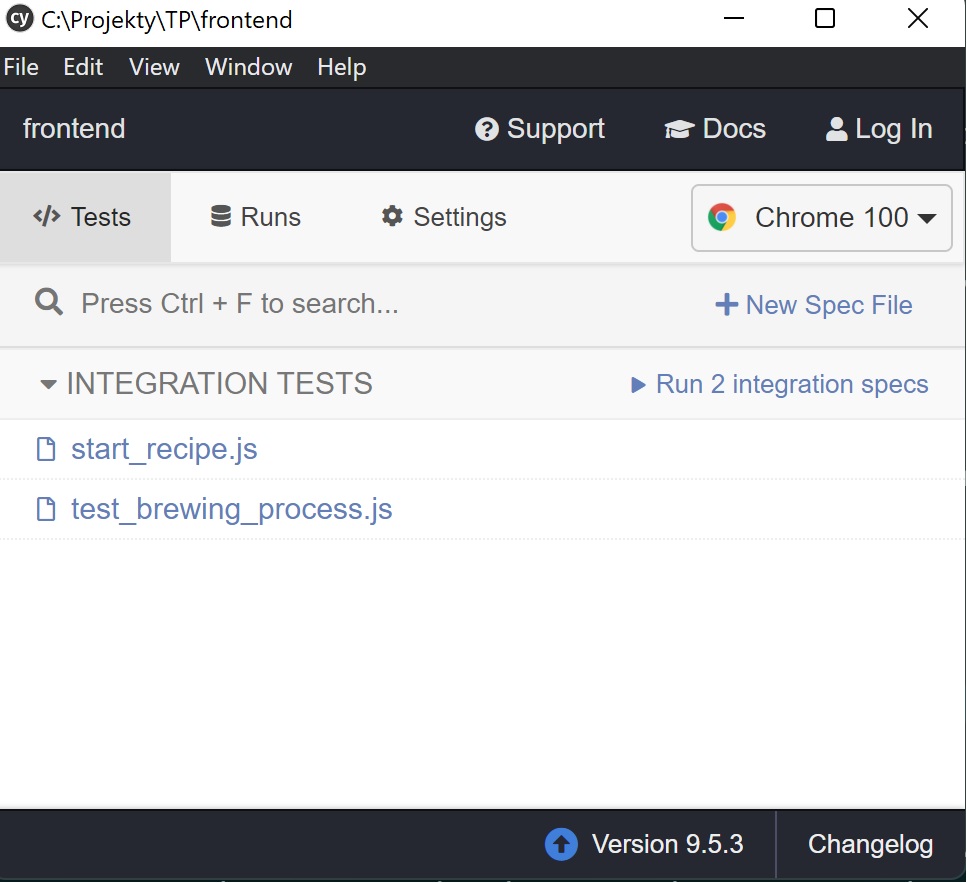 cy C:\Projekty\TP\frontend
File Edit View Window Help
frontend Support Docs Log In
Tests Runs Settings Chrome 100
Press Ctrl + F to search... New Spec File
INTEGRATION TESTS Run 2 integration specs
start_recipe.js
test_brewing_process.js
Version 9.5.3 Changelog